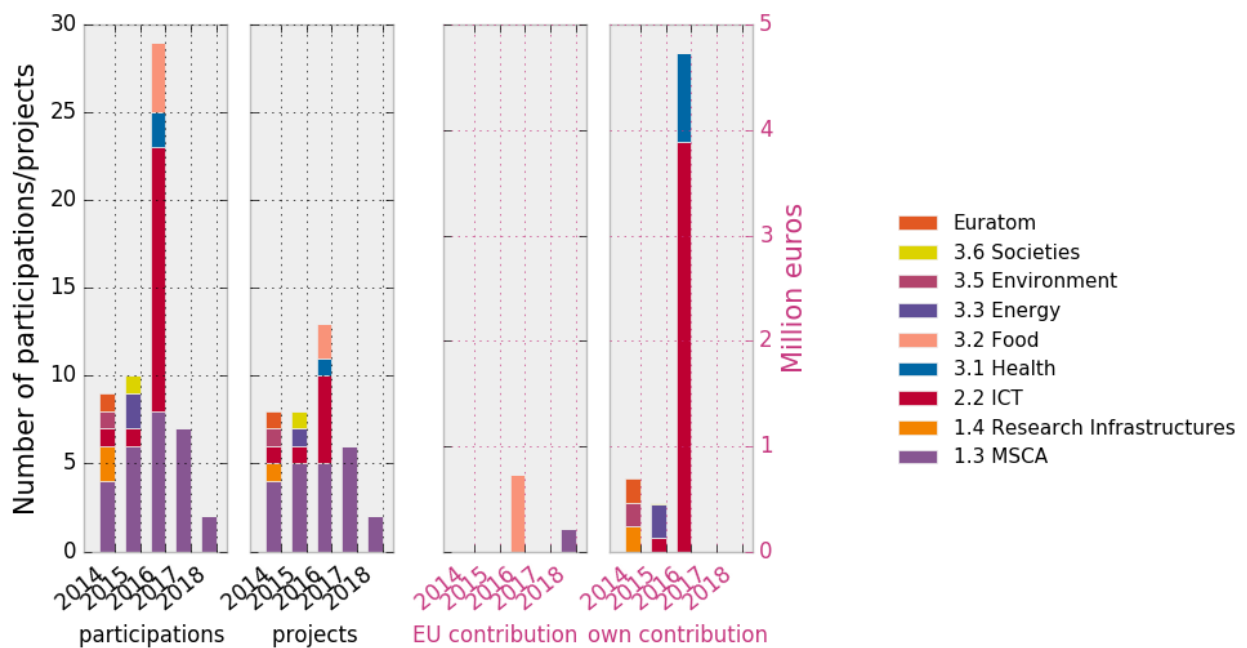 Number of participations/projects
30
25
20
15
10
5
0
2014
2015
2016
2017
2018
participations
2014
2015
2016
2017
2018
projects
2014
2015
2016
2017
2018
EU contribution
2014
2015
2016
2017
2018
own contribution
5
4
3
2
1
0
Million euros
Euratom
3.6 Societies
3.5 Environment
3.3 Energy
3.2 Food
3.1 Health
2.2 ICT
1.4 Research Infrastructures
1.3 MSCA